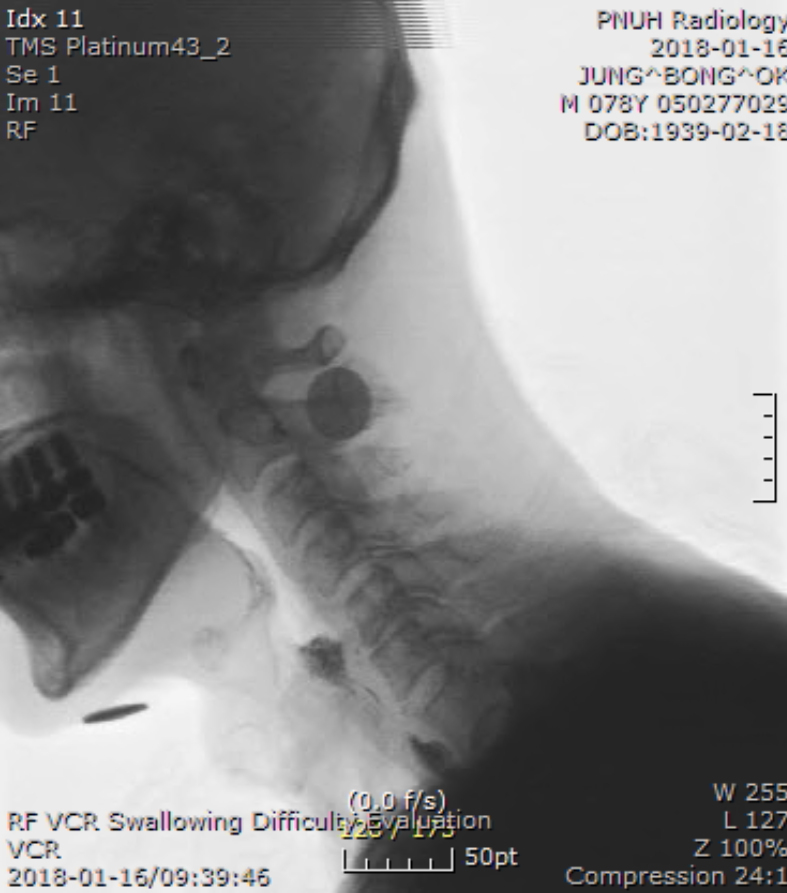 Idx 11
TMS Platinum43_2
Se 1
Im 11
RF
PNUH Radiology
2018-01-16
JUNG^BONG^OK
M 078Y 050277029
DOB:1939-02-18
(0.0 f/s)
RF VCR Swallowing Difficulty Evaluation
VCR
2018-01-16/09:39:46
50pt
W 255
L 127
Z 100%
Compression 24:1